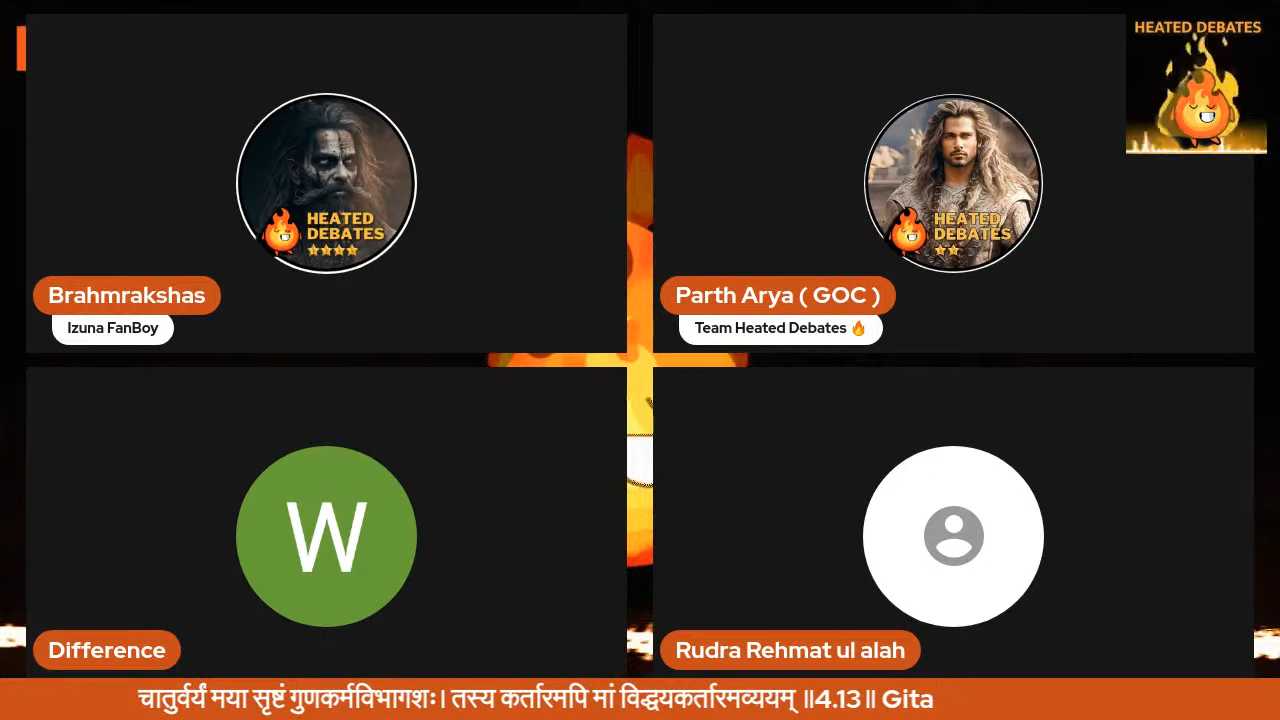 HEATED DEBATES
HEATED
DEBATES
Brahmrakshas
Izuna FanBoy
HEATED
DEBATES
Parth Arya ( GOC )
Team Heated Debates 🔥
W
Difference
Rudra Rehmat ul alah
चातुर्वर्यं मया सृष्टं गुणकर्मविभागशः। तस्य कर्तारमपि मां विद्धयकर्तारमव्ययम् ॥4.13॥ Gita